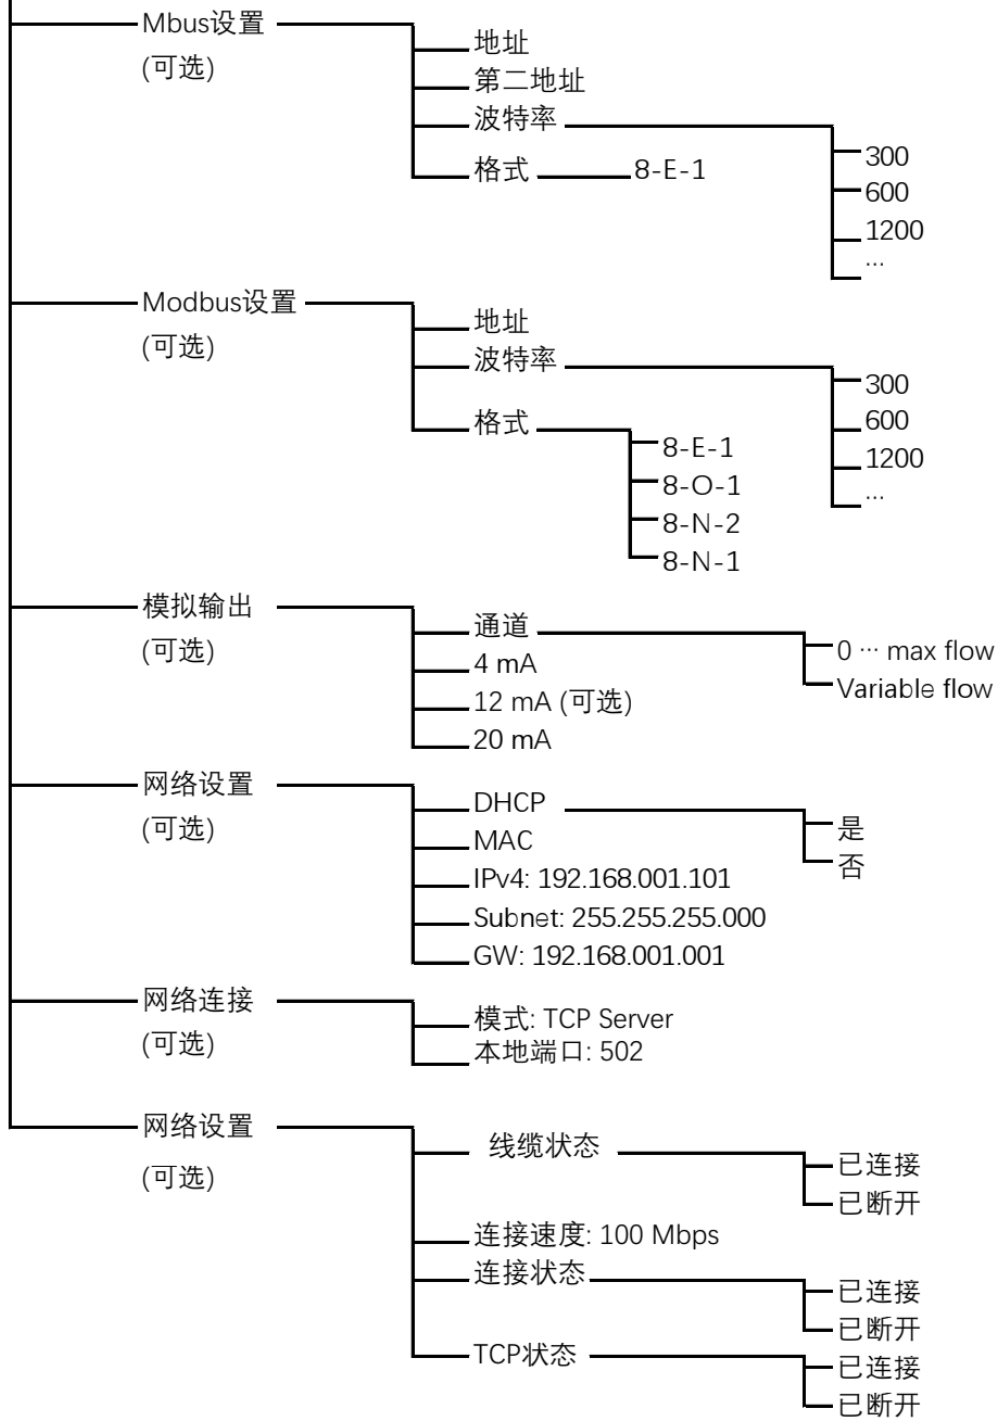 Mbus设置
(可选)
地址
第二地址
波特率
300
600
1200
...
格式
8-E-1
Modbus设置
(可选)
地址
波特率
300
600
1200
...
格式
8-E-1
8-O-1
8-N-2
8-N-1
模拟输出
(可选)
通道
0 ··· max flow
Variable flow
4 mA
12 mA (可选)
20 mA
网络设置
(可选)
DHCP
是
否
MAC
IPv4: 192.168.001.101
Subnet: 255.255.255.000
GW: 192.168.001.001
网络连接
(可选)
模式: TCP Server
本地端口: 502
网络设置
(可选)
线缆状态
已连接
已断开
连接速度: 100 Mbps
连接状态
已连接
已断开
TCP状态
已连接
已断开